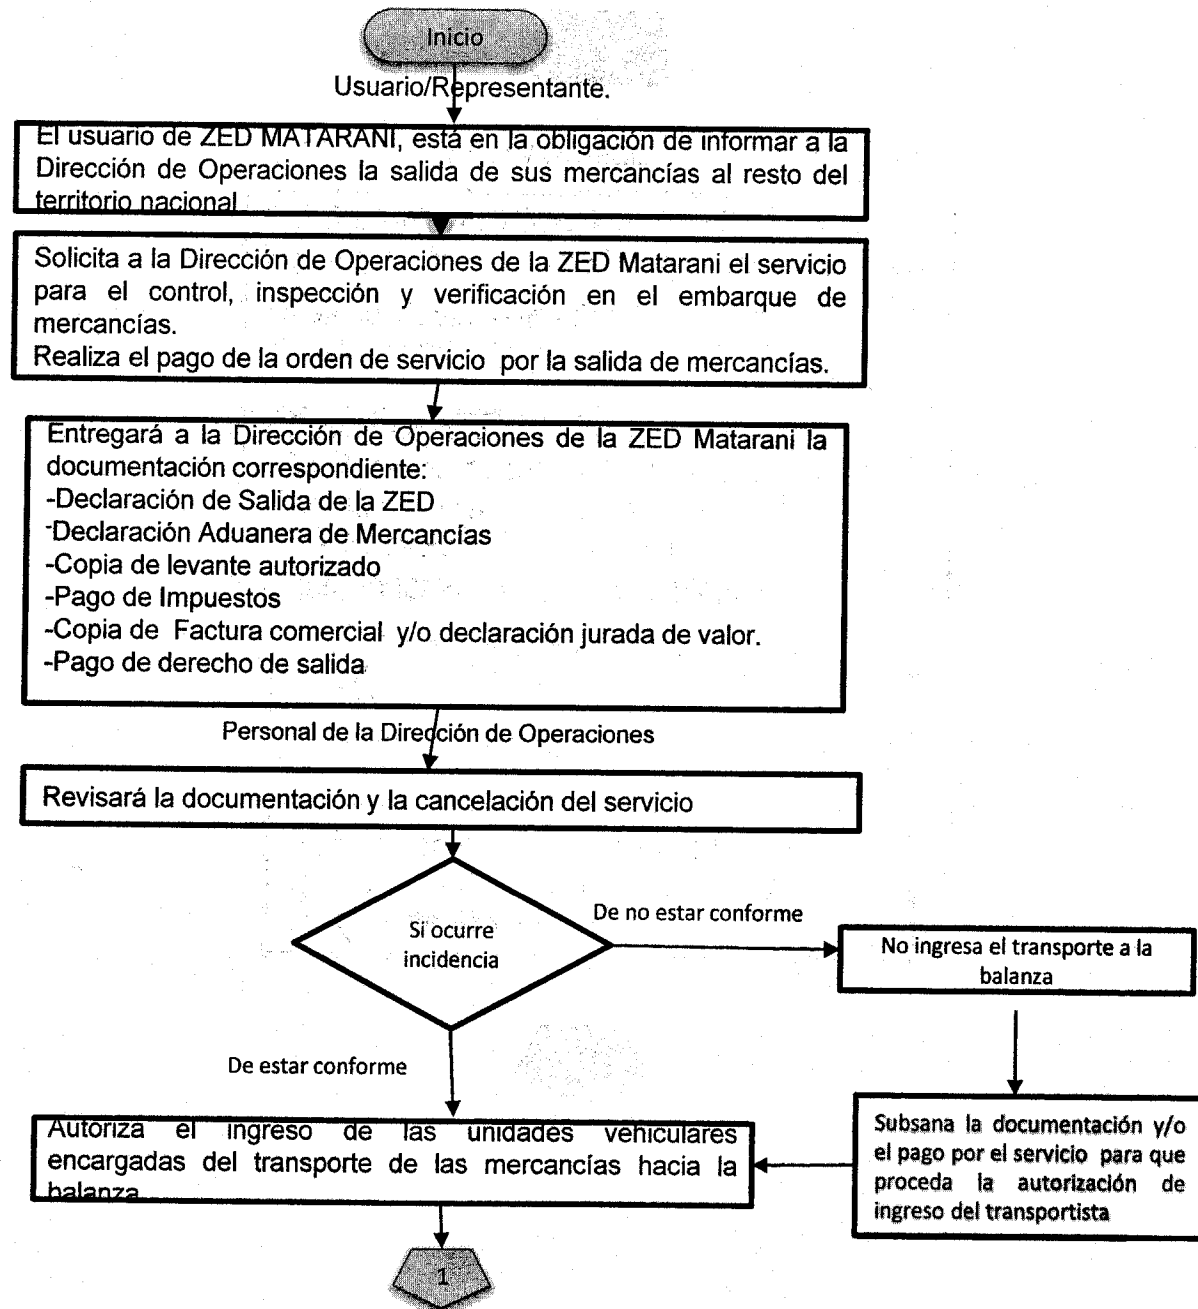 Inicio
Usuario/Representante.
El usuario de ZED MATARANI, está en la obligación de informar a la
Dirección de Operaciones la salida de sus mercancías al resto del
territorio nacional
Solicita a la Dirección de Operaciones de la ZED Matarani el servicio
para el control, inspección y verificación en el embarque de
mercancías.
Realiza el pago de la orden de servicio por la salida de mercancías.
Entregará a la Dirección de Operaciones de la ZED Matarani la
documentación correspondiente:
-Declaración de Salida de la ZED
-Declaración Aduanera de Mercancías
-Copia de levante autorizado
-Pago de Impuestos
-Copia de Factura comercial y/o declaración jurada de valor.
-Pago de derecho de salida
Personal de la Dirección de Operaciones
Revisará la documentación y la cancelación del servicio
Si ocurre
incidencia
De no estar conforme
No ingresa el transporte a la
balanza
De estar conforme
Autoriza el ingreso de las unidades vehiculares
encargadas del transporte de las mercancías hacia la
balanza
Subsana la documentación y/o
el pago por el servicio para que
proceda la autorización de
ingreso del transportista
1